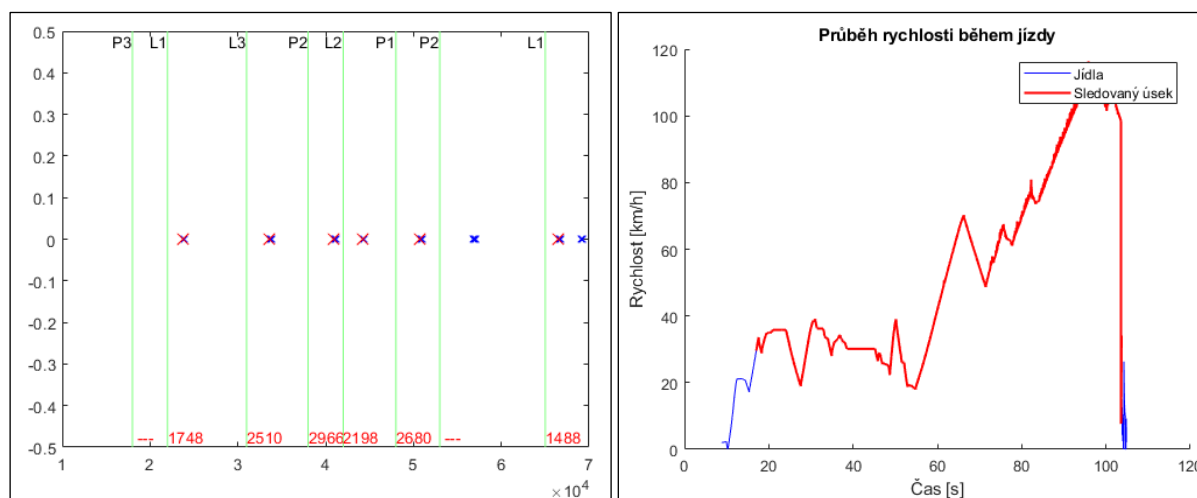 P3 L1 L3 P2 L2 P1 P2 L1
0.5
0.4
0.3
0.2
0.1
0
-0.1
-0.2
-0.3
-0.4
-0.5
--- 1748 2510 2966 2198 2680 --- 1488
1 2 3 4 5 6 7
× 10⁴
Průběh rychlosti během jízdy
Jídla
Sledovaný úsek
Rychlost [km/h]
120
100
80
60
40
20
0
0 20 40 60 80 100 120
Čas [s]